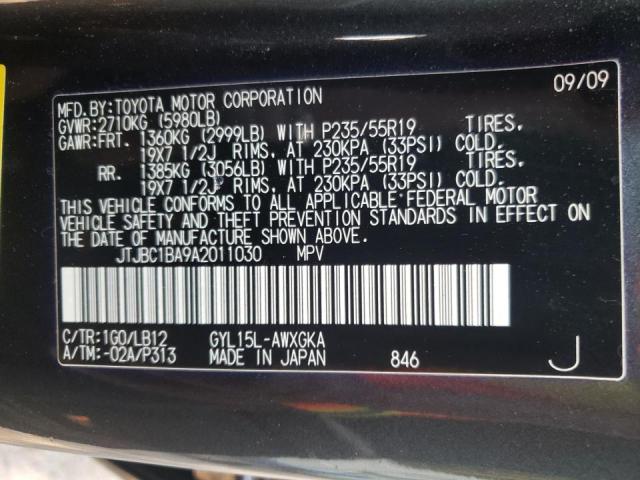 09/09
MFD.BY:TOYOTA MOTOR CORPORATION
GVWR:2710KG (5980LB)
GAWR:FRT. 1360KG (2999LB) WITH P235/55R19 TIRES,
19X7 1/2J RIMS, AT 230KPA (33PSI) COLD.
RR. 1385KG (3056LB) WITH P235/55R19 TIRES,
19X7 1/2J RIMS, AT 230KPA (33PSI) COLD.
THIS VEHICLE CONFORMS TO ALL APPLICABLE FEDERAL MOTOR
VEHICLE SAFETY AND THEFT PREVENTION STANDARDS IN EFFECT ON
THE DATE OF MANUFACTURE SHOWN ABOVE.
JTJBC1BA9A2011030 MPV
C/TR:1G0/LB12 GYL15L-AWXGKA
A/TM:-02A/P313 MADE IN JAPAN 846 J